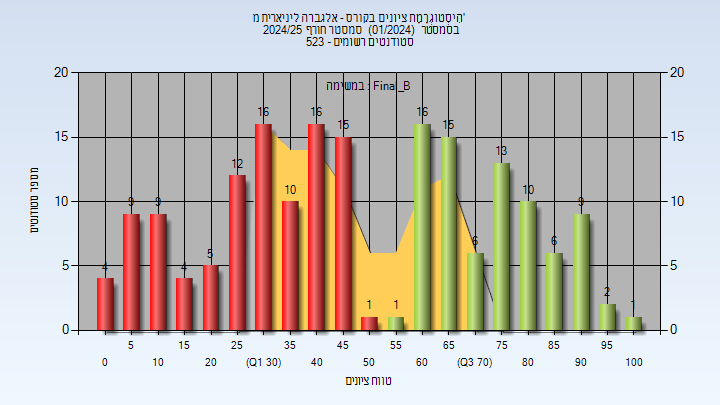 היסטוגרמת ציונים בקורס - אלגברה ליניארית מ'
בסמסטר (01/2024) סמסטר חורף 2024/25
סטודנטים רשומים - 523
במשימה : Final_B
20 20
15 15
10 10
5 5
0 0
מספר סטודנטים
4 9 9 4 5 12 16 10 16 15 1 1 16 15 6 13 10 6 9 2 1
5 15 25 35 45 55 65 75 85 95
0 10 20 (Q1 30) 40 50 60 (Q3 70) 80 90 100
טווח ציונים